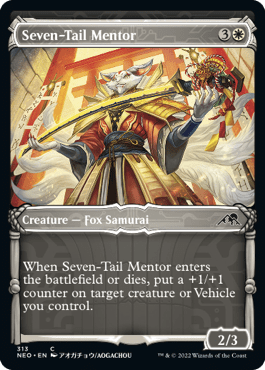 Seven-Tail Mentor 3
Creature — Fox Samurai
When Seven-Tail Mentor enters
the battlefield or dies, put a +1/+1
counter on target creature or Vehicle
you control.
2/3
313 C
NEO • EN アオガチョウ/AOGACHOU ™ & © 2022 Wizards of the Coast